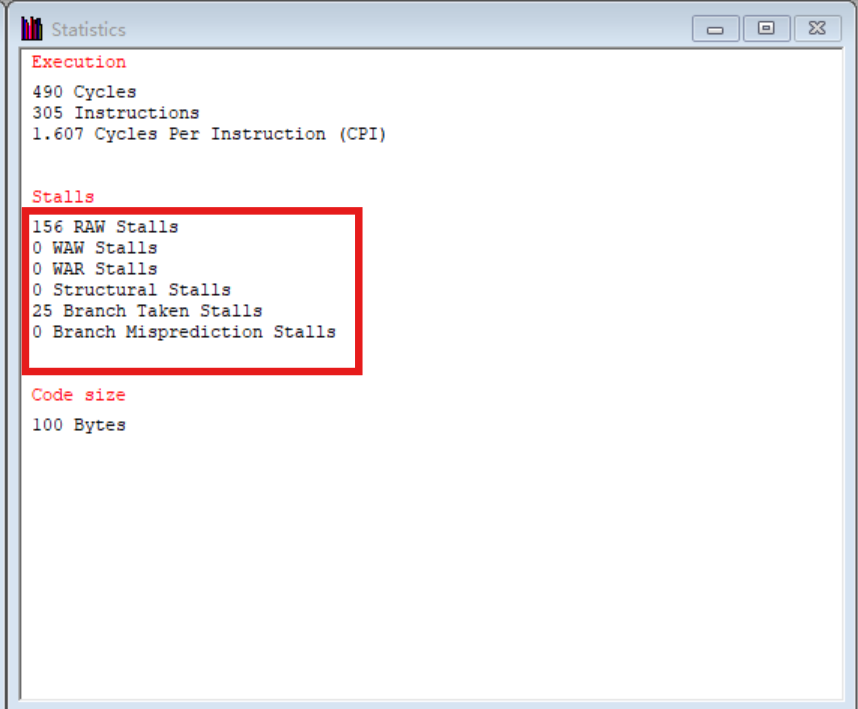 Statistics
Execution
490 Cycles
305 Instructions
1.607 Cycles Per Instruction (CPI)
Stalls
156 RAW Stalls
0 WAW Stalls
0 WAR Stalls
0 Structural Stalls
25 Branch Taken Stalls
0 Branch Misprediction Stalls
Code size
100 Bytes